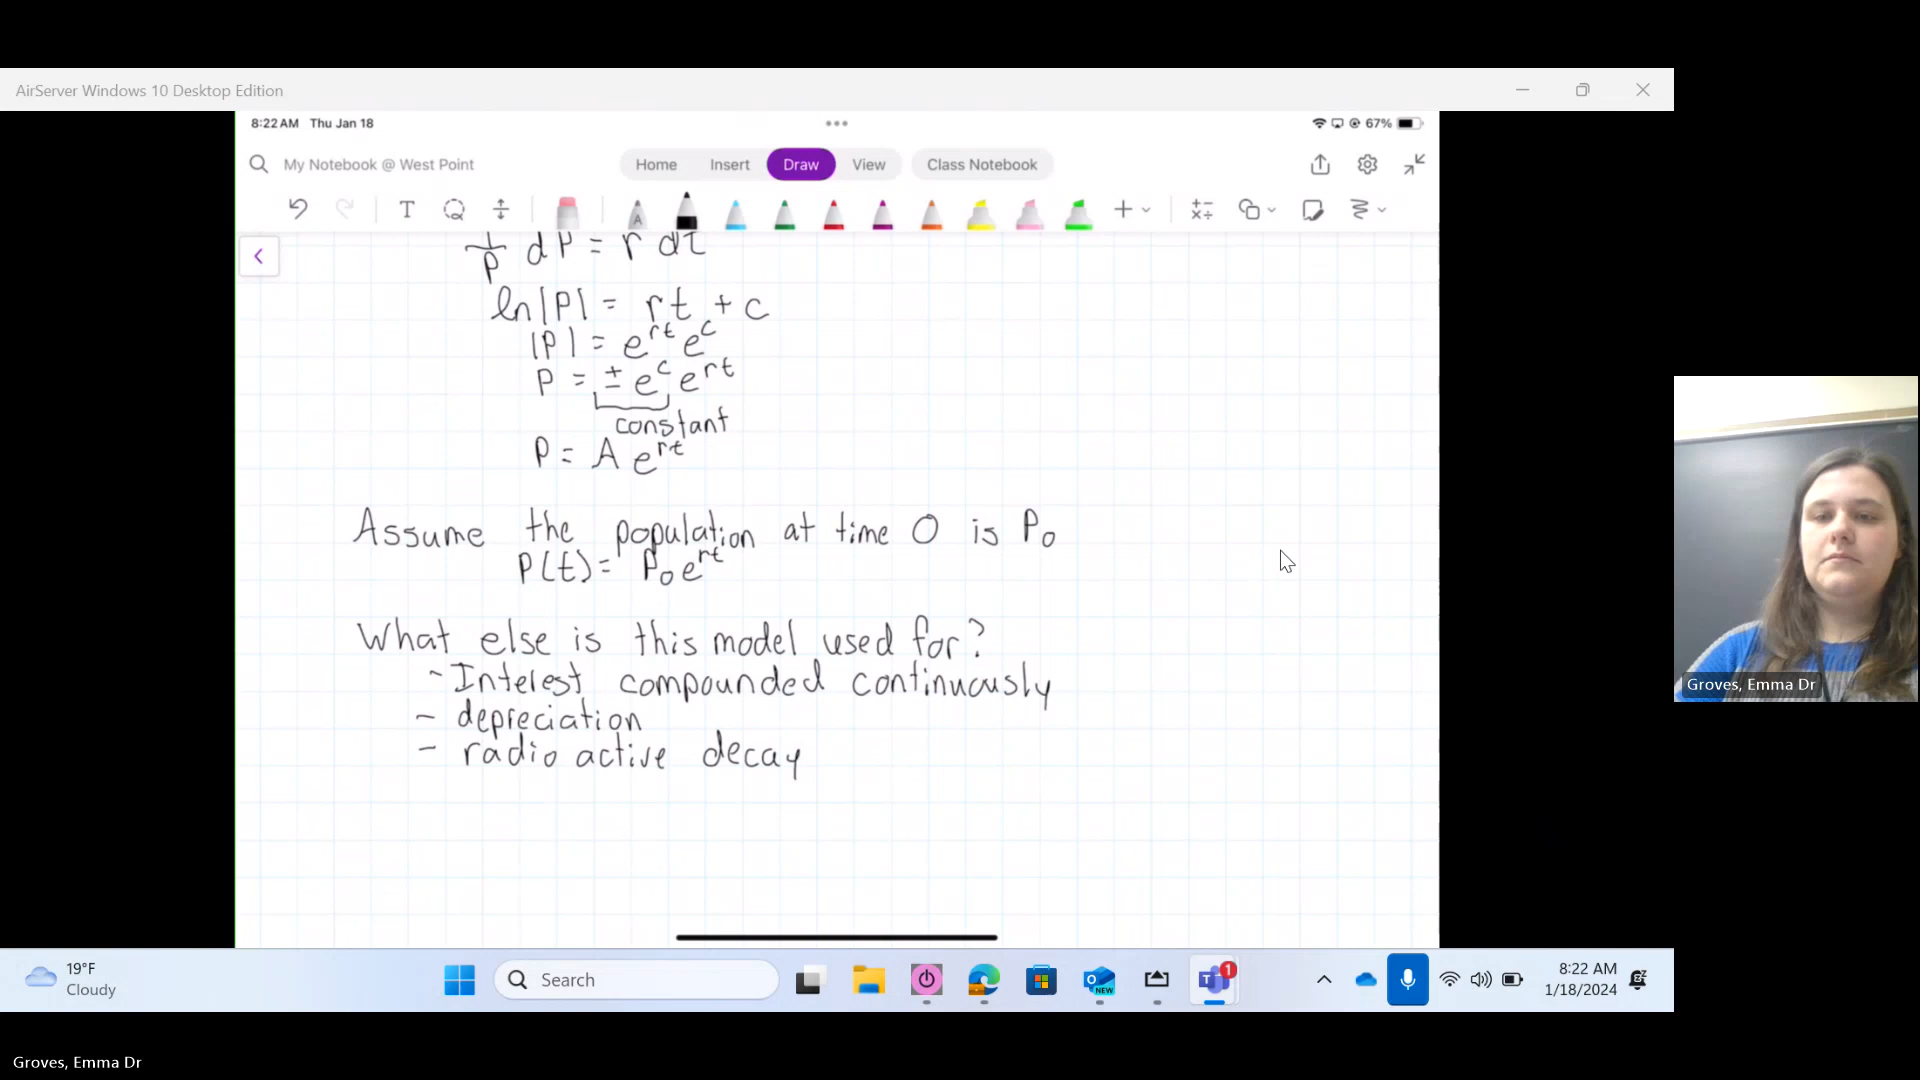 AirServer Windows 10 Desktop Edition
8:22 AM Thu Jan 18
67%
My Notebook @ West Point
Home Insert Draw View Class Notebook
T A
1/P dP = r dt
ln|P| = rt + c
|P| = e^rt e^c
P = ± e^c e^rt
constant
P = A e^rt
Assume the population at time 0 is P₀
P(t) = P₀e^rt
What else is this model used for?
- Interest compounded continuously
- depreciation
- radio active decay
Groves, Emma Dr
19°F
Cloudy
Search
NEW
1
8:22 AM
1/18/2024
Groves, Emma Dr